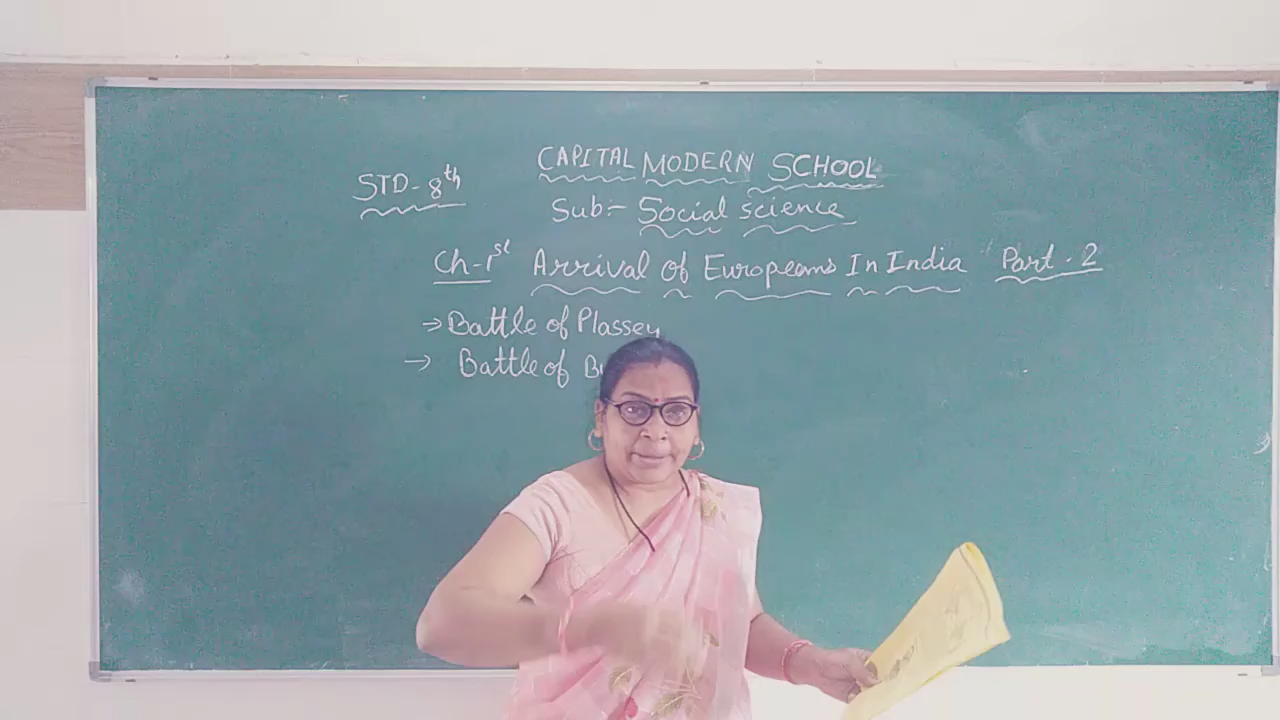 CAPITAL MODERN SCHOOL
STD-8th
Sub:- Social science
Ch-1st Arrival of Europeans In India Part-2
→ Battle of Plassey
→ Battle of